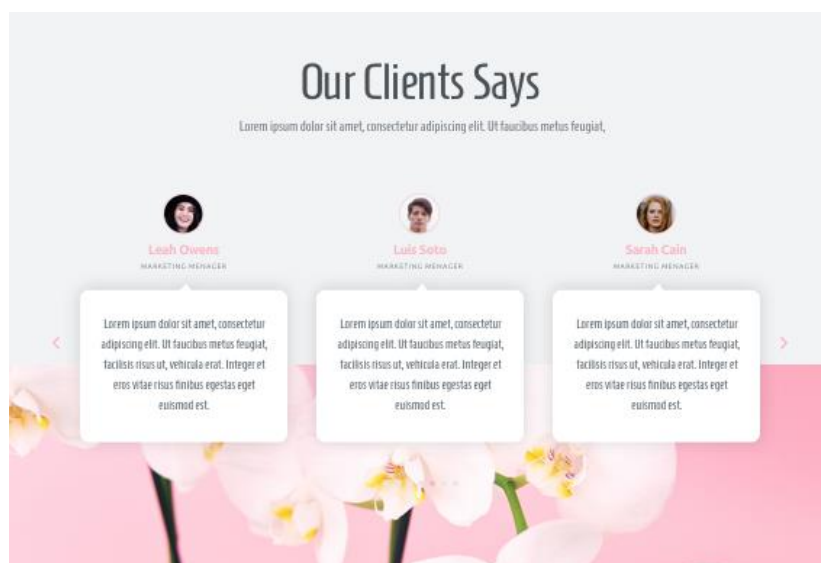 Our Clients Says
Lorem ipsum dolor sit amet, consectetur adipiscing elit. Ut faucibus metus feugiat,
Leah Owens
MARKETING MENAGER
Lorem ipsum dolor sit amet, consectetur
adipiscing elit. Ut faucibus metus feugiat,
facilisis risus ut, vehicula erat. Integer et
eros vitae risus finibus egestas eget
euismod est.
Luis Soto
MARKETING MENAGER
Lorem ipsum dolor sit amet, consectetur
adipiscing elit. Ut faucibus metus feugiat,
facilisis risus ut, vehicula erat. Integer et
eros vitae risus finibus egestas eget
euismod est.
Sarah Cain
MARKETING MENAGER
Lorem ipsum dolor sit amet, consectetur
adipiscing elit. Ut faucibus metus feugiat,
facilisis risus ut, vehicula erat. Integer et
eros vitae risus finibus egestas eget
euismod est.